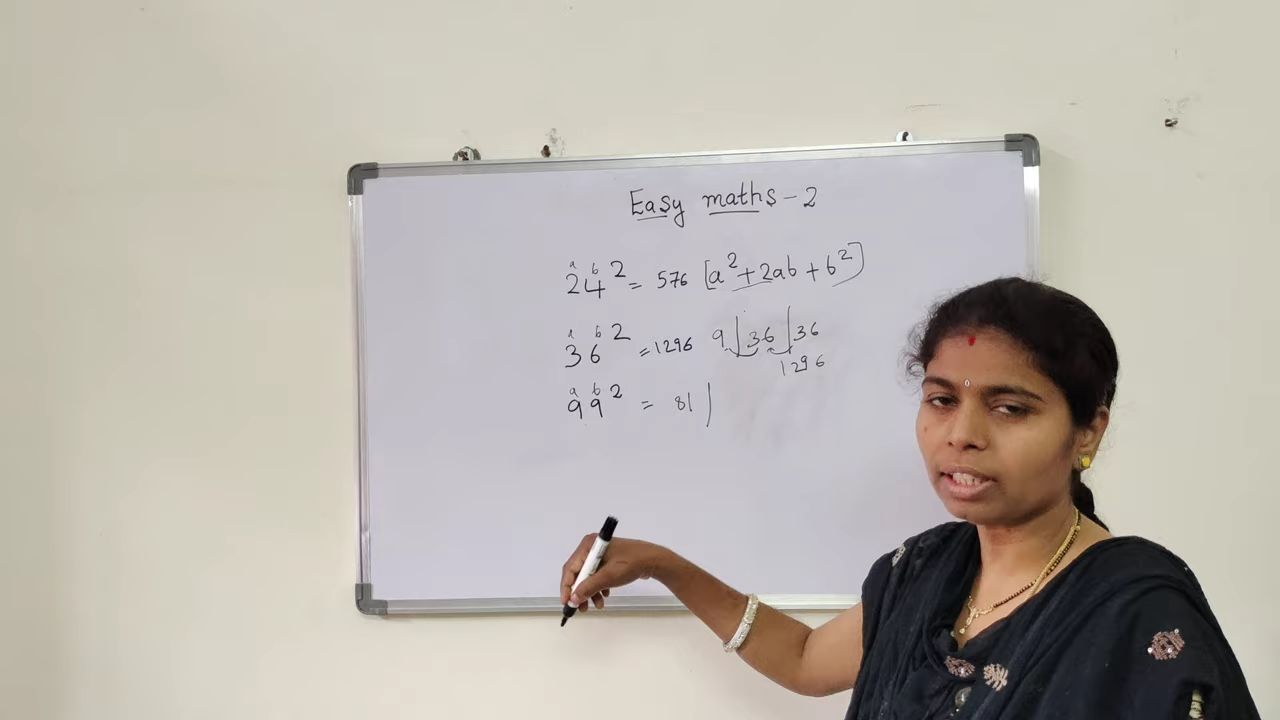 Easy maths - 2
a b
24² = 576 [a² + 2ab + b²]
a b
36² = 1296 9 | 36 | 36
1296
a b
99² = 81 |